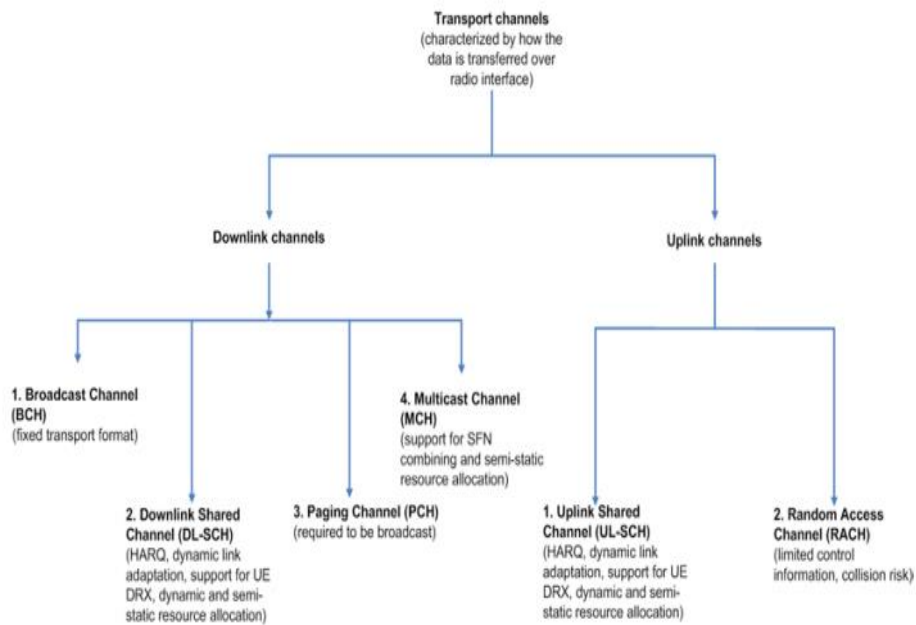 Transport channels
(characterized by how the
data is transferred over
radio interface)
Downlink channels
Uplink channels
1. Broadcast Channel
(BCH)
(fixed transport format)
4. Multicast Channel
(MCH)
(support for SFN
combining and semi-static
resource allocation)
2. Downlink Shared
Channel (DL-SCH)
(HARQ, dynamic link
adaptation, support for UE
DRX, dynamic and semi-
static resource allocation)
3. Paging Channel (PCH)
(required to be broadcast)
1. Uplink Shared
Channel (UL-SCH)
(HARQ, dynamic link
adaptation, support for UE
DRX, dynamic and semi-
static resource allocation)
2. Random Access
Channel (RACH)
(limited control
information, collision risk)